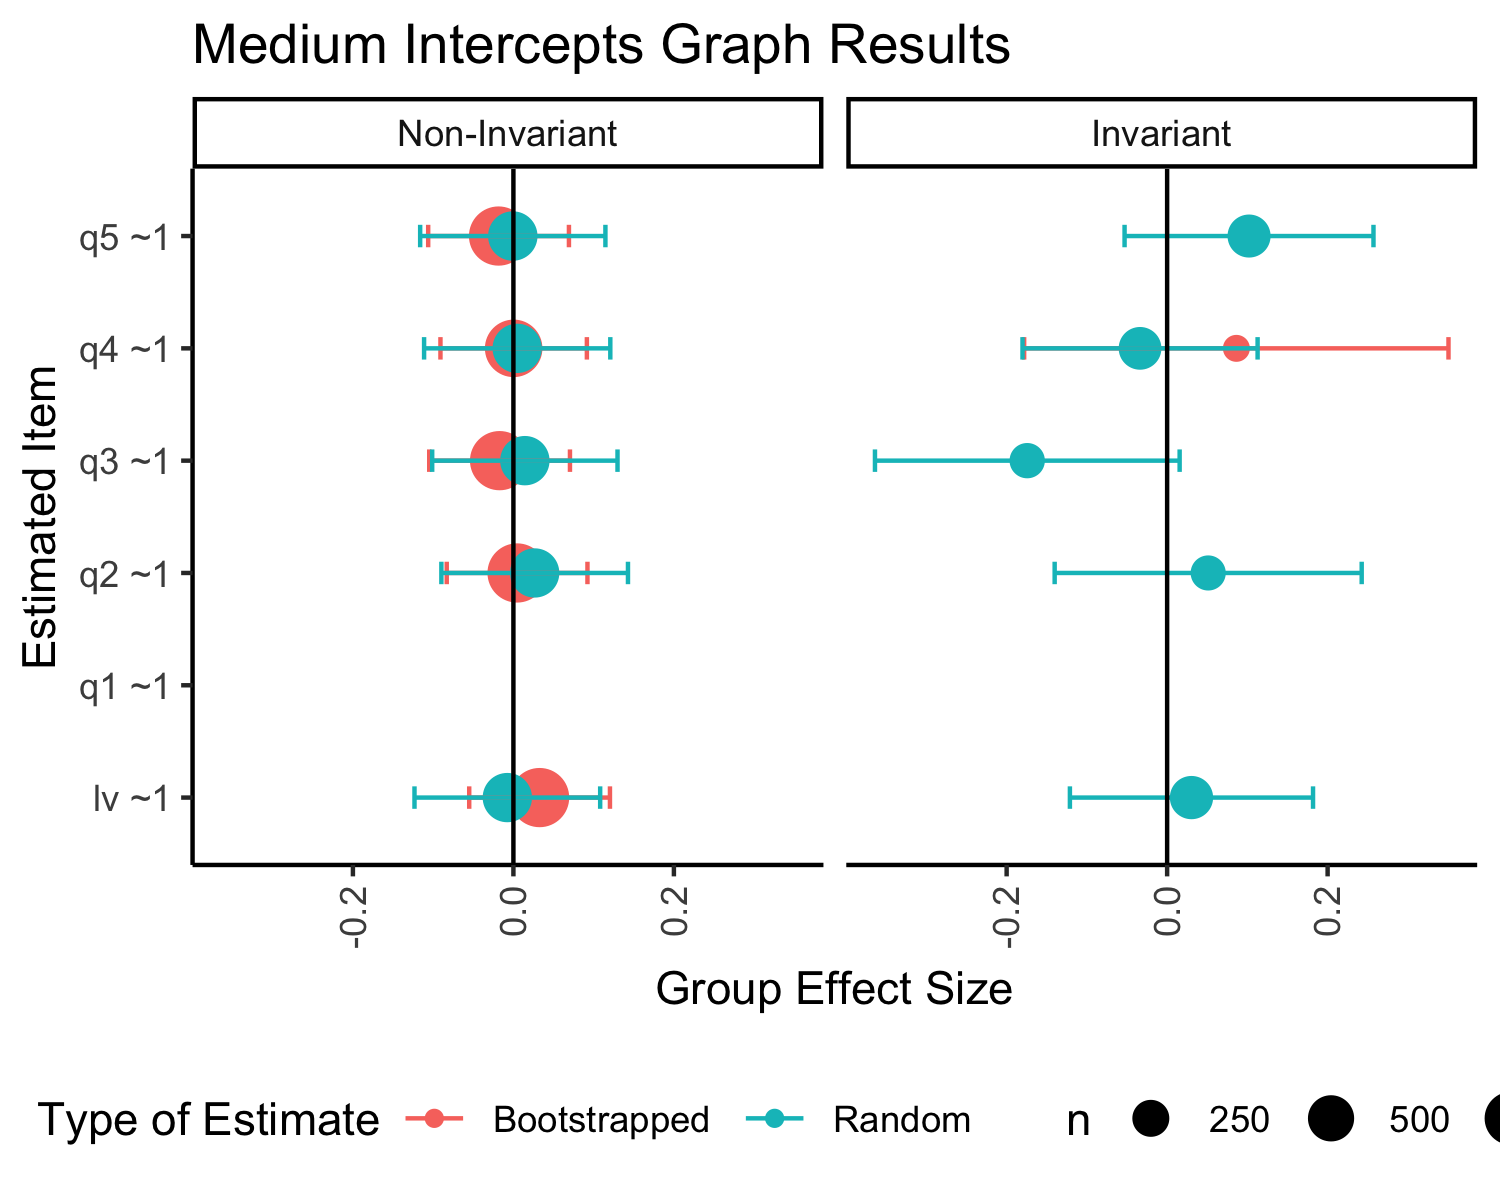 Medium Intercepts Graph Results
Non-Invariant
Invariant
Estimated Item
q5 ~1
q4 ~1
q3 ~1
q2 ~1
q1 ~1
lv ~1
-0.2 0.0 0.2
-0.2 0.0 0.2
Group Effect Size
Type of Estimate Bootstrapped Random n 250 500